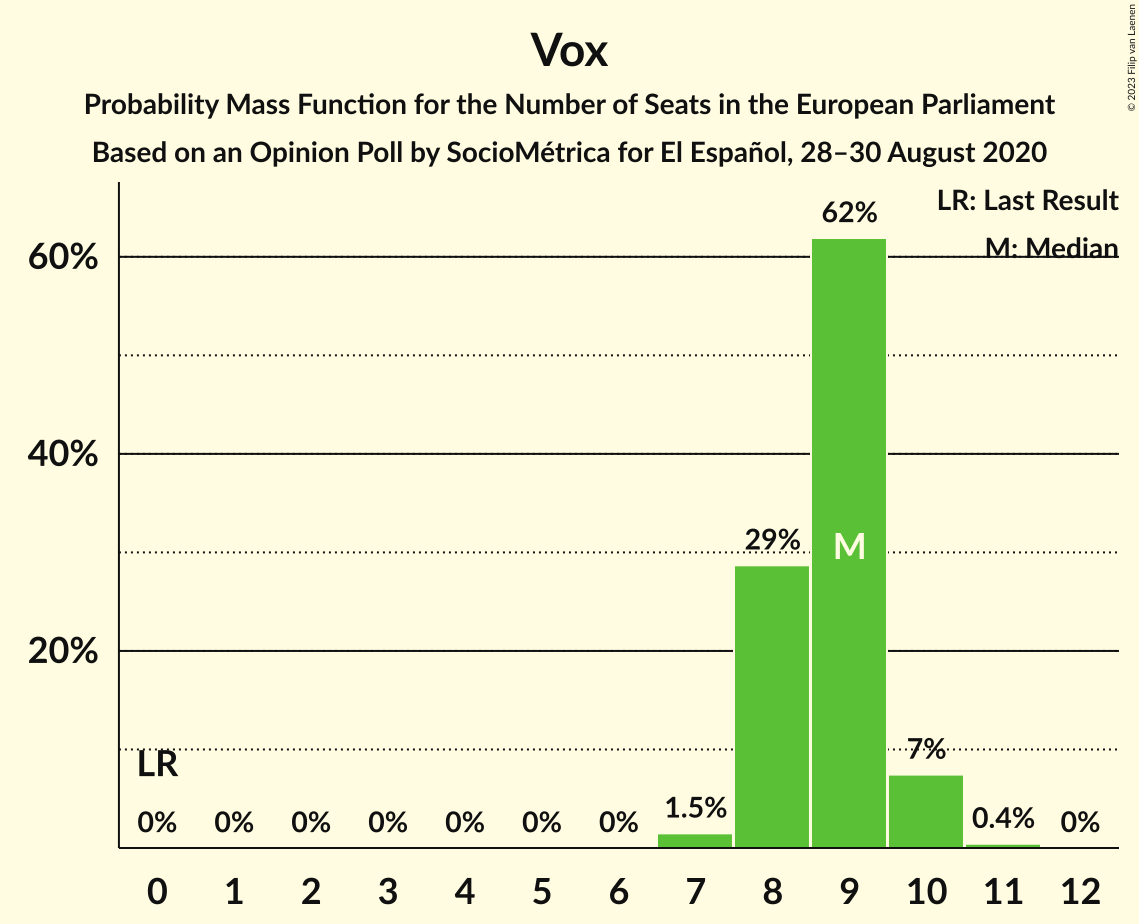 Vox
Probability Mass Function for the Number of Seats in the European Parliament
Based on an Opinion Poll by SocioMétrica for El Español, 28–30 August 2020
© 2023 Filip van Laenen
LR: Last Result
M: Median
60%
40%
20%
LR
0%
0%
0%
0%
0%
0%
0%
1.5%
29%
62%
M
7%
0.4%
0%
0 1 2 3 4 5 6 7 8 9 10 11 12